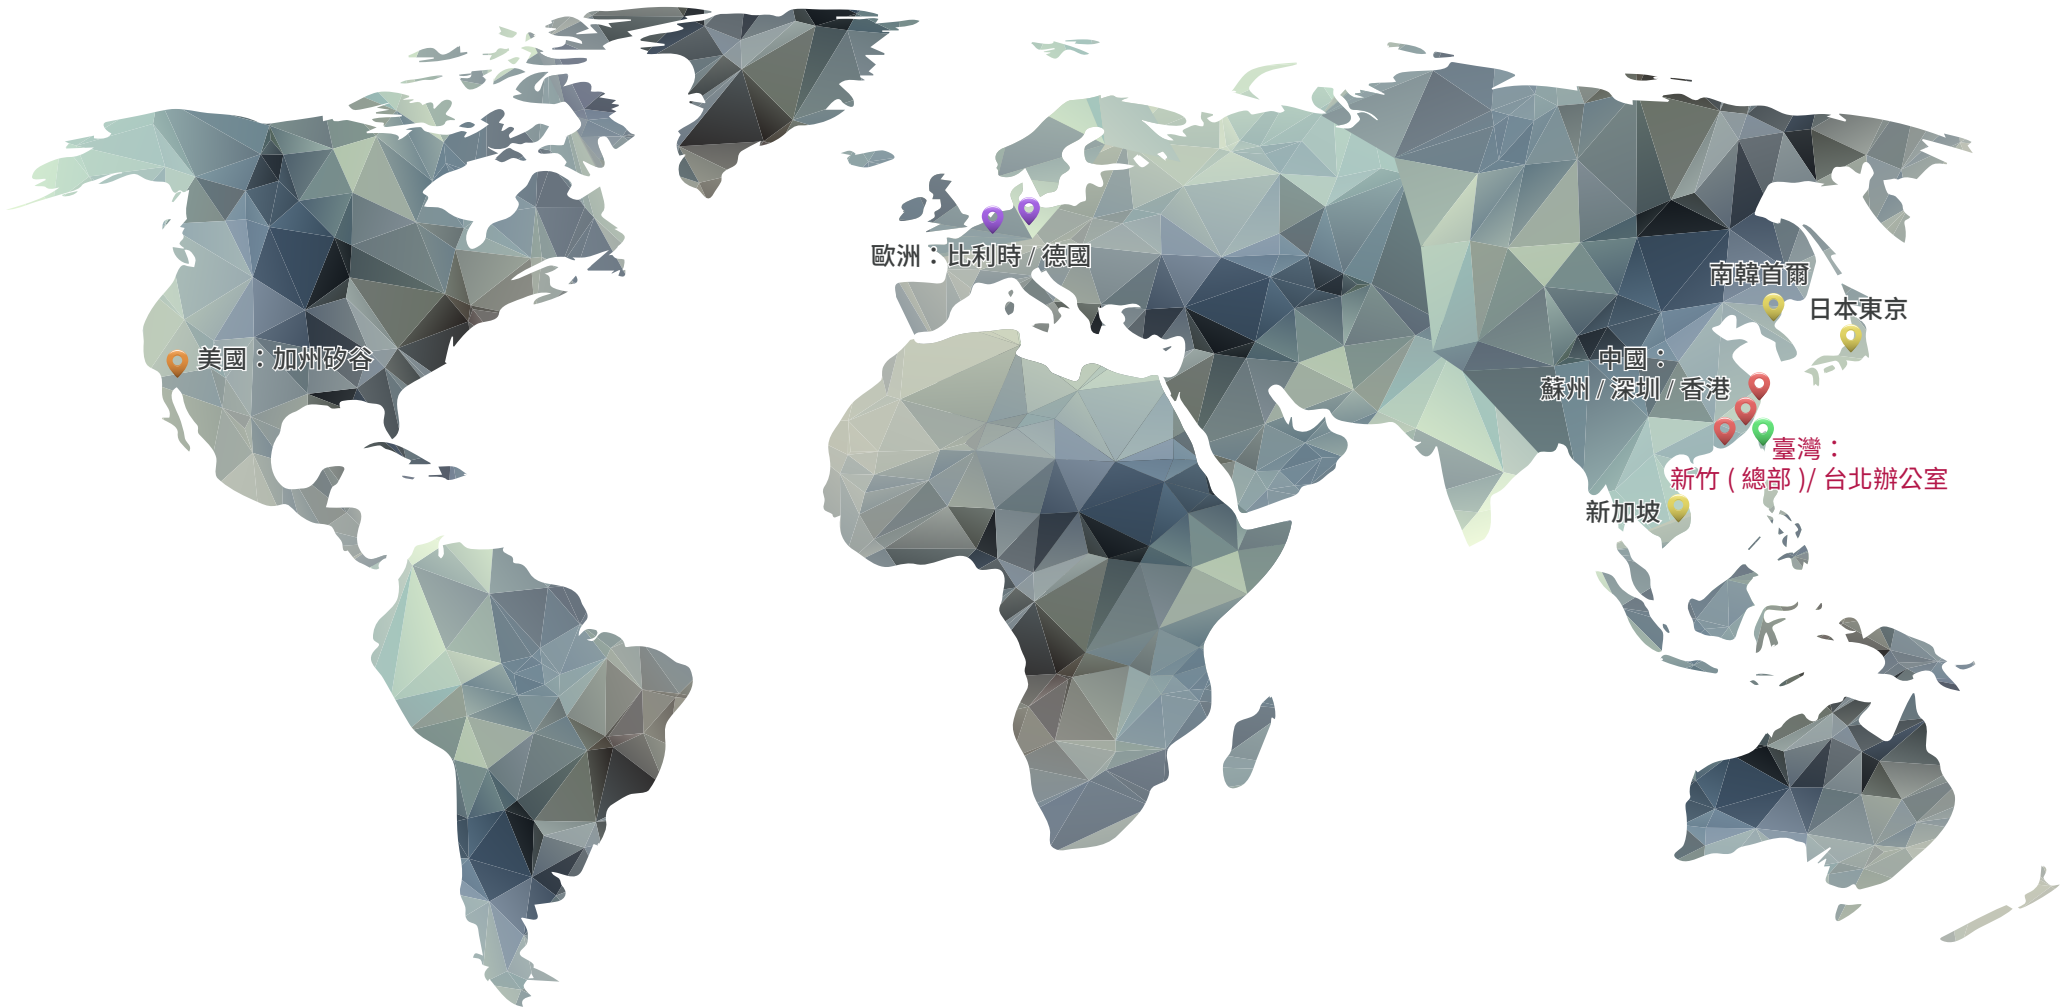 歐洲：比利時 / 德國
南韓首爾
日本東京
美國：加州矽谷
中國：
蘇州 / 深圳 / 香港
臺灣：
新竹 ( 總部 )/ 台北辦公室
新加坡